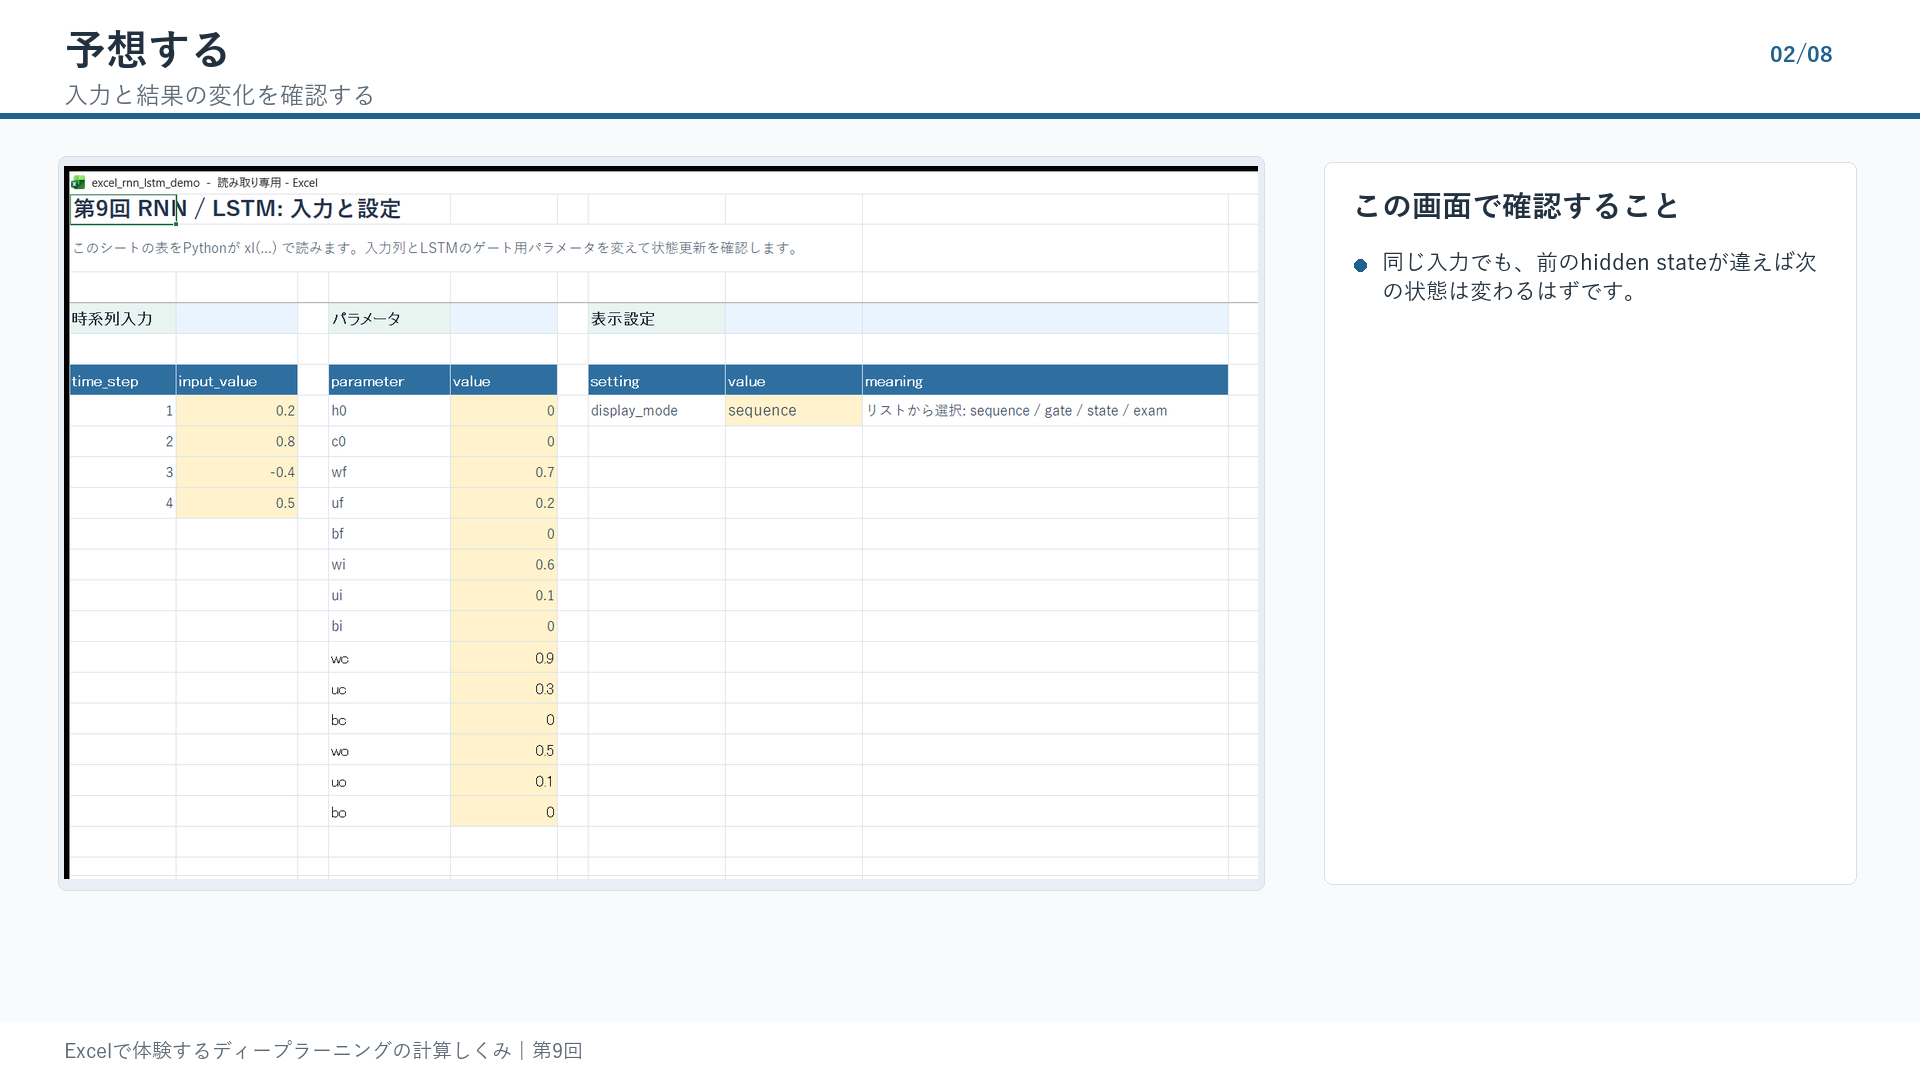 予想する
入力と結果の変化を確認する
02/08
excel_rnn_lstm_demo - 読み取り専用 - Excel
第9回 RNN / LSTM: 入力と設定
このシートの表をPythonが xl(...) で読みます。入力列とLSTMのゲート用パラメータを変えて状態更新を確認します。
時系列入力 パラメータ 表示設定
time_step input_value parameter value setting value meaning
1 0.2 h0 0 display_mode sequence リストから選択: sequence / gate / state / exam
2 0.8 c0 0
3 -0.4 wf 0.7
4 0.5 uf 0.2
bf 0
wi 0.6
ui 0.1
bi 0
wc 0.9
uc 0.3
bc 0
wo 0.5
uo 0.1
bo 0
この画面で確認すること
● 同じ入力でも、前のhidden stateが違えば次
の状態は変わるはずです。
Excelで体験するディープラーニングの計算しくみ｜第9回